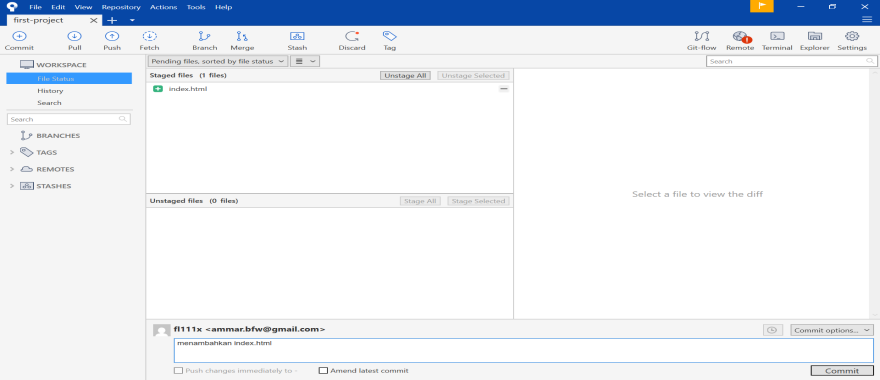 File Edit View Repository Actions Tools Help
first-project
Commit Pull Push Fetch Branch Merge Stash Discard Tag Git-flow Remote Terminal Explorer Settings
WORKSPACE
File Status
History
Search
Search
BRANCHES
TAGS
REMOTES
STASHES
Pending files, sorted by file status
Search
Staged files (1 files) Unstage All Unstage Selected
index.html
Unstaged files (0 files) Stage All Stage Selected
Select a file to view the diff
fl111x <ammar.bfw@gmail.com> Commit options...
menambahkan index.html
Push changes immediately to -
Amend latest commit
Commit